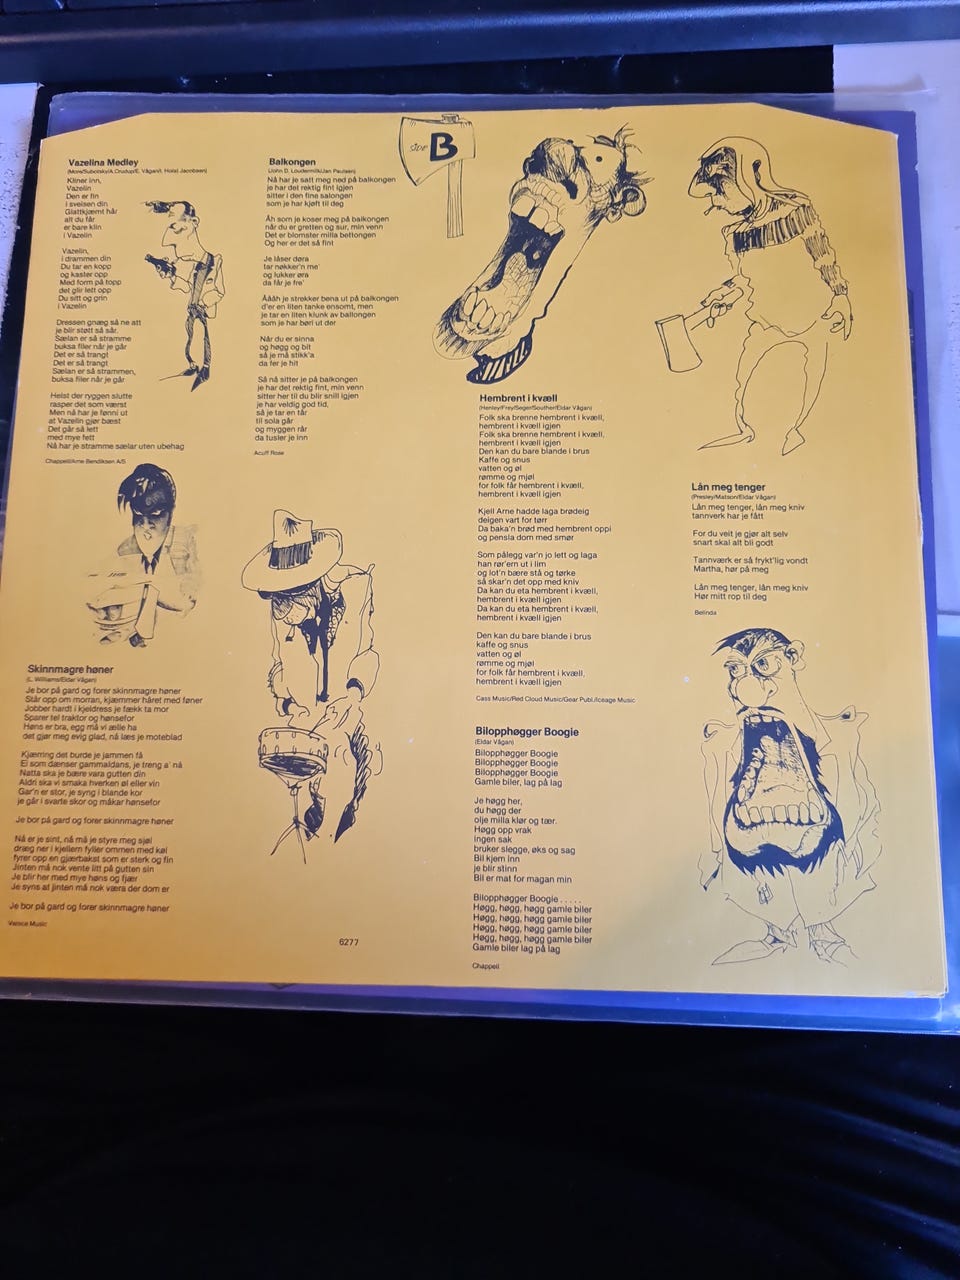 SIDE B
Vazelina Medley
(More/Subotsky/A.Crudup/E. Vågan/I. Holst Jacobsen)
Kliner inn,
Vazelin
Den er fin
i sveisen din
Glattkjæmt hår
alt du får
er bare klin
i Vazelin
Vazelin,
i drammen din
Du tar en kopp
og kaster opp
Med form på topp
det glir lett opp
Du sitt og grin
i Vazelin
Dressen gnæg så ne att
je blir støtt så sår.
Sælan er så stramme
buksa filer når je går
Det er så trangt
Det er så trangt
Sælan er så strammen,
buksa filer når je går
Helst der ryggen slutte
rasper det som værst
Men nå har je fønni ut
at Vazelin gjør bæst
Det går så lett
med mye fett
Nå har je stramme sælar uten ubehag
Chappell/Arne Bendiksen A/S
Skinnmagre høner
(L. Williams/Eldar Vågan)
Je bor på gard og forer skinnmagre høner
Står opp om morran, kjæmmer håret med føner
Jobber hardt i kjeldress je fækk ta mor
Sparer tel traktor og hønsefor
Høns er bra, egg må vi ælle ha
det gjør meg evig glad, nå læs je moteblad
Kjærring det burde je jammen få
Ei som dænser gammaldans, je treng a' nå
Natta ska je bære vara gutten din
Aldri ska vi smaka hverken øl eller vin
Gar'n er stor, je syng i blande kor
je går i svarte skor og måkar hønsefor
Je bor på gard og forer skinnmagre høner
Nå er je sint, nå må je styre meg sjøl
dræg ner i kjellern fyller ommen med køl
fyrer opp en gjærbakst som er sterk og fin
Jinten må nok vente litt på gutten sin
Je blir her med mye høns og fjær
Je syns at jinten må nok væra der dom er
Je bor på gard og forer skinnmagre høner
Valsice Music
Balkongen
(John D. Loudermilk/Jan Paulsen)
Nå har je satt meg ned på balkongen
je har det rektig fint igjen
sitter i den fine salongen
som je har kjøft til deg
Åh som je koser meg på balkongen
når du er gretten og sur, min venn
Det er blomster milla bettongen
Og her er det så fint
Je låser døra
tar nøkker'n me'
og lukker øra
da får je fre'
Åååh je strekker bena ut på balkongen
d'er en liten tanke ensomt, men
je tar en liten klunk av ballongen
som je har børi ut der
Når du er sinna
og høgg og bit
så je må stikk'a
da fer je hit
Så nå sitter je på balkongen
je har det rektig fint, min venn
sitter her til du blir snill igjen
je har veldig god tid,
så je tar en tår
til sola går
og myggen rår
da tusler je inn
Acuff Rose
6277
Hembrent i kvæll
(Henley/Frey/Seger/Souther/Eldar Vågan)
Folk ska brenne hembrent i kvæll,
hembrent i kvæll igjen
Folk ska brenne hembrent i kvæll,
hembrent i kvæll igjen
Den kan du bare blande i brus
Kaffe og snus
vatten og øl
rømme og mjøl
for folk får hembrent i kvæll,
hembrent i kvæll igjen
Kjell Arne hadde laga brødeig
deigen vart for tørr
Da baka'n brød med hembrent oppi
og pensla dom med smør
Som pålegg var'n jo lett og laga
han rør'ern ut i lim
og lot'n bære stå og tørke
så skar'n det opp med kniv
Da kan du eta hembrent i kvæll,
hembrent i kvæll igjen
Da kan du eta hembrent i kvæll,
hembrent i kvæll igjen
Den kan du bare blande i brus
kaffe og snus
vatten og øl
rømme og mjøl
for folk får hembrent i kvæll,
hembrent i kvæll igjen
Cass Music/Red Cloud Music/Gear Publ./Iceage Music
Bilopphøgger Boogie
(Eldar Vågan)
Bilopphøgger Boogie
Bilopphøgger Boogie
Bilopphøgger Boogie
Gamle biler, lag på lag
Je høgg her,
du høgg der
olje milla klør og tær.
Høgg opp vrak
ingen sak
bruker slegge, øks og sag
Bil kjem inn
je blir stinn
Bil er mat for magan min
Bilopphøgger Boogie . . . . .
Høgg, høgg, høgg gamle biler
Høgg, høgg, høgg gamle biler
Høgg, høgg, høgg gamle biler
Høgg, høgg, høgg gamle biler
Gamle biler lag på lag
Chappell
Lån meg tenger
(Presley/Matson/Eldar Vågan)
Lån meg tenger, lån meg kniv
tannverk har je fått
For du veit je gjør alt selv
snart skal alt bli godt
Tannværk er så frykt'lig vondt
Martha, hør på meg
Lån meg tenger, lån meg kniv
Hør mitt rop til deg
Belinda